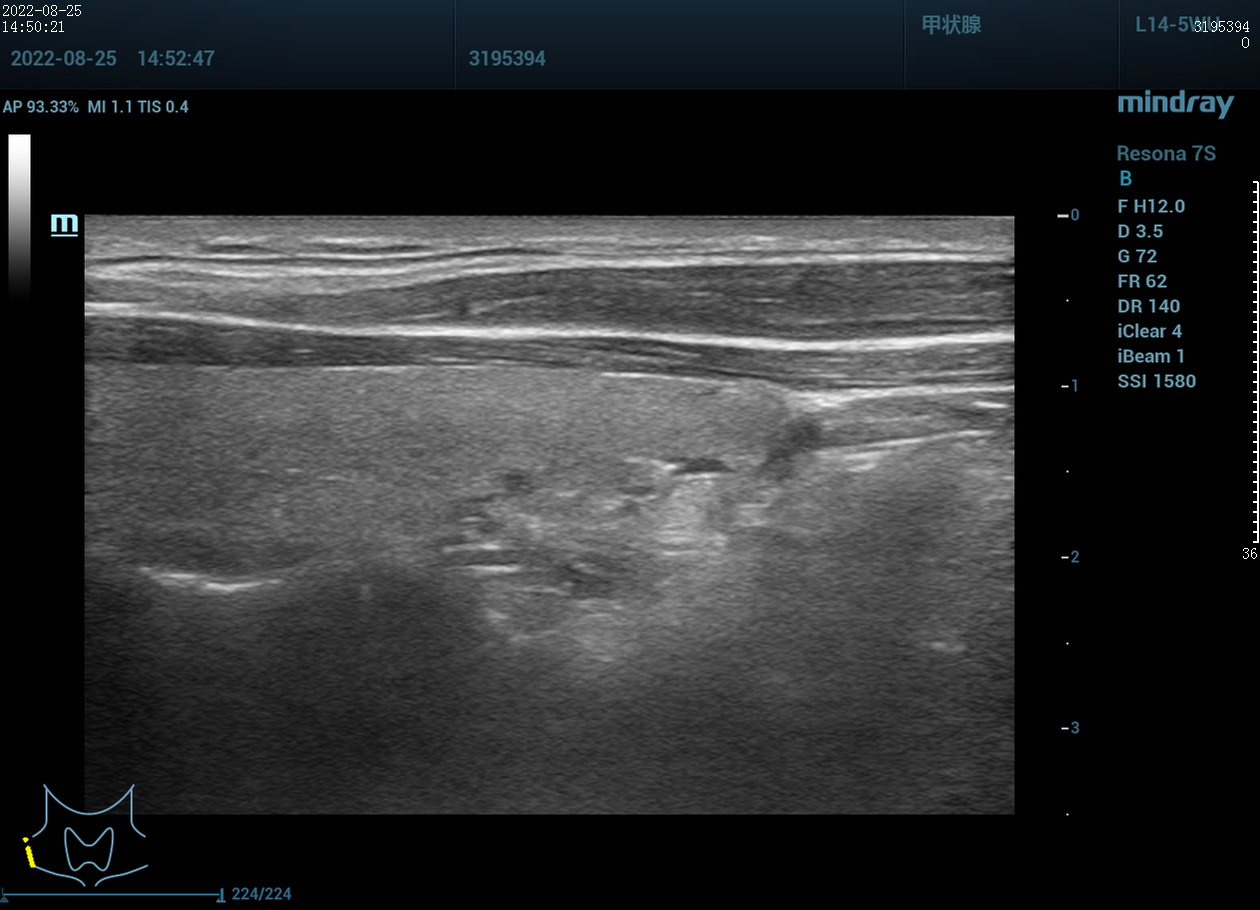 2022-08-25
14:50:21
2022-08-25 14:52:47
3195394
甲状腺
3195394
0
AP 93.33% MI 1.1 TIS 0.4
mindray
Resona 7S
B
F H12.0
D 3.5
G 72
FR 62
DR 140
iClear 4
iBeam 1
SSI 1580
m
0
1
2
3
36
224/224